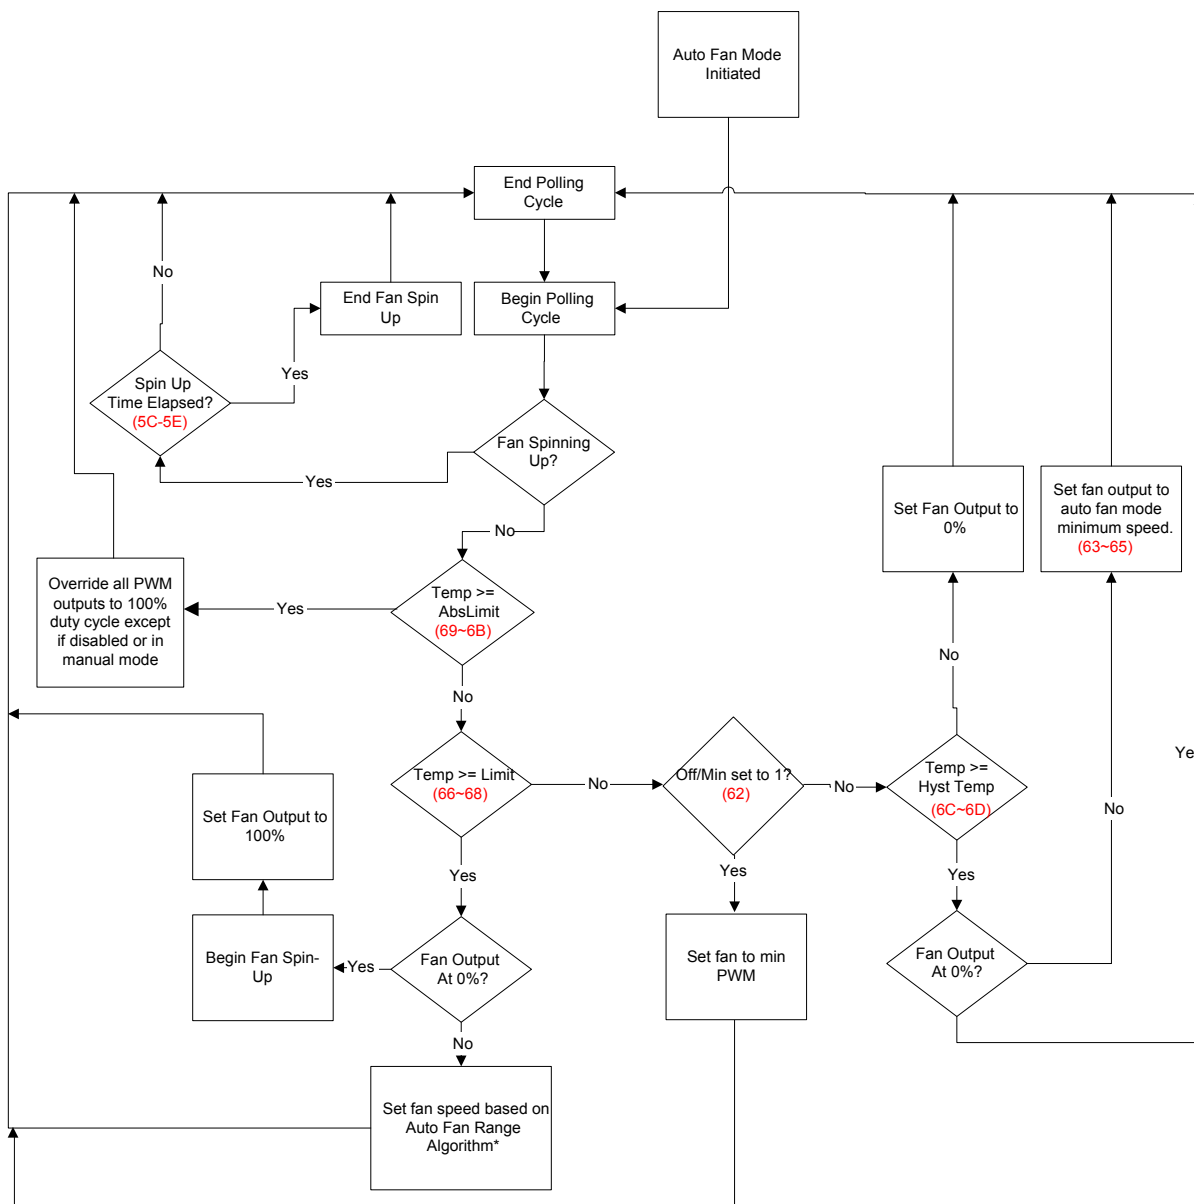 Auto Fan Mode
Initiated
End Polling
Cycle
No
End Fan Spin
Up
Begin Polling
Cycle
Spin Up
Time Elapsed?
(5C-5E)
Yes
Fan Spinning
Up?
Yes
Set Fan Output to
0%
Set fan output to
auto fan mode
minimum speed.
(63~65)
No
Override all PWM
outputs to 100%
duty cycle except
if disabled or in
manual mode
Yes
Temp >=
AbsLimit
(69~6B)
No
No
Temp >= Limit
(66~68)
No
Off/Min set to 1?
(62)
No
Temp >=
Hyst Temp
(6C~6D)
Ye
No
Set Fan Output to
100%
Yes
Yes
Yes
Begin Fan Spin-
Up
Yes
Fan Output
At 0%?
Set fan to min
PWM
Fan Output
At 0%?
No
Set fan speed based on
Auto Fan Range
Algorithm*